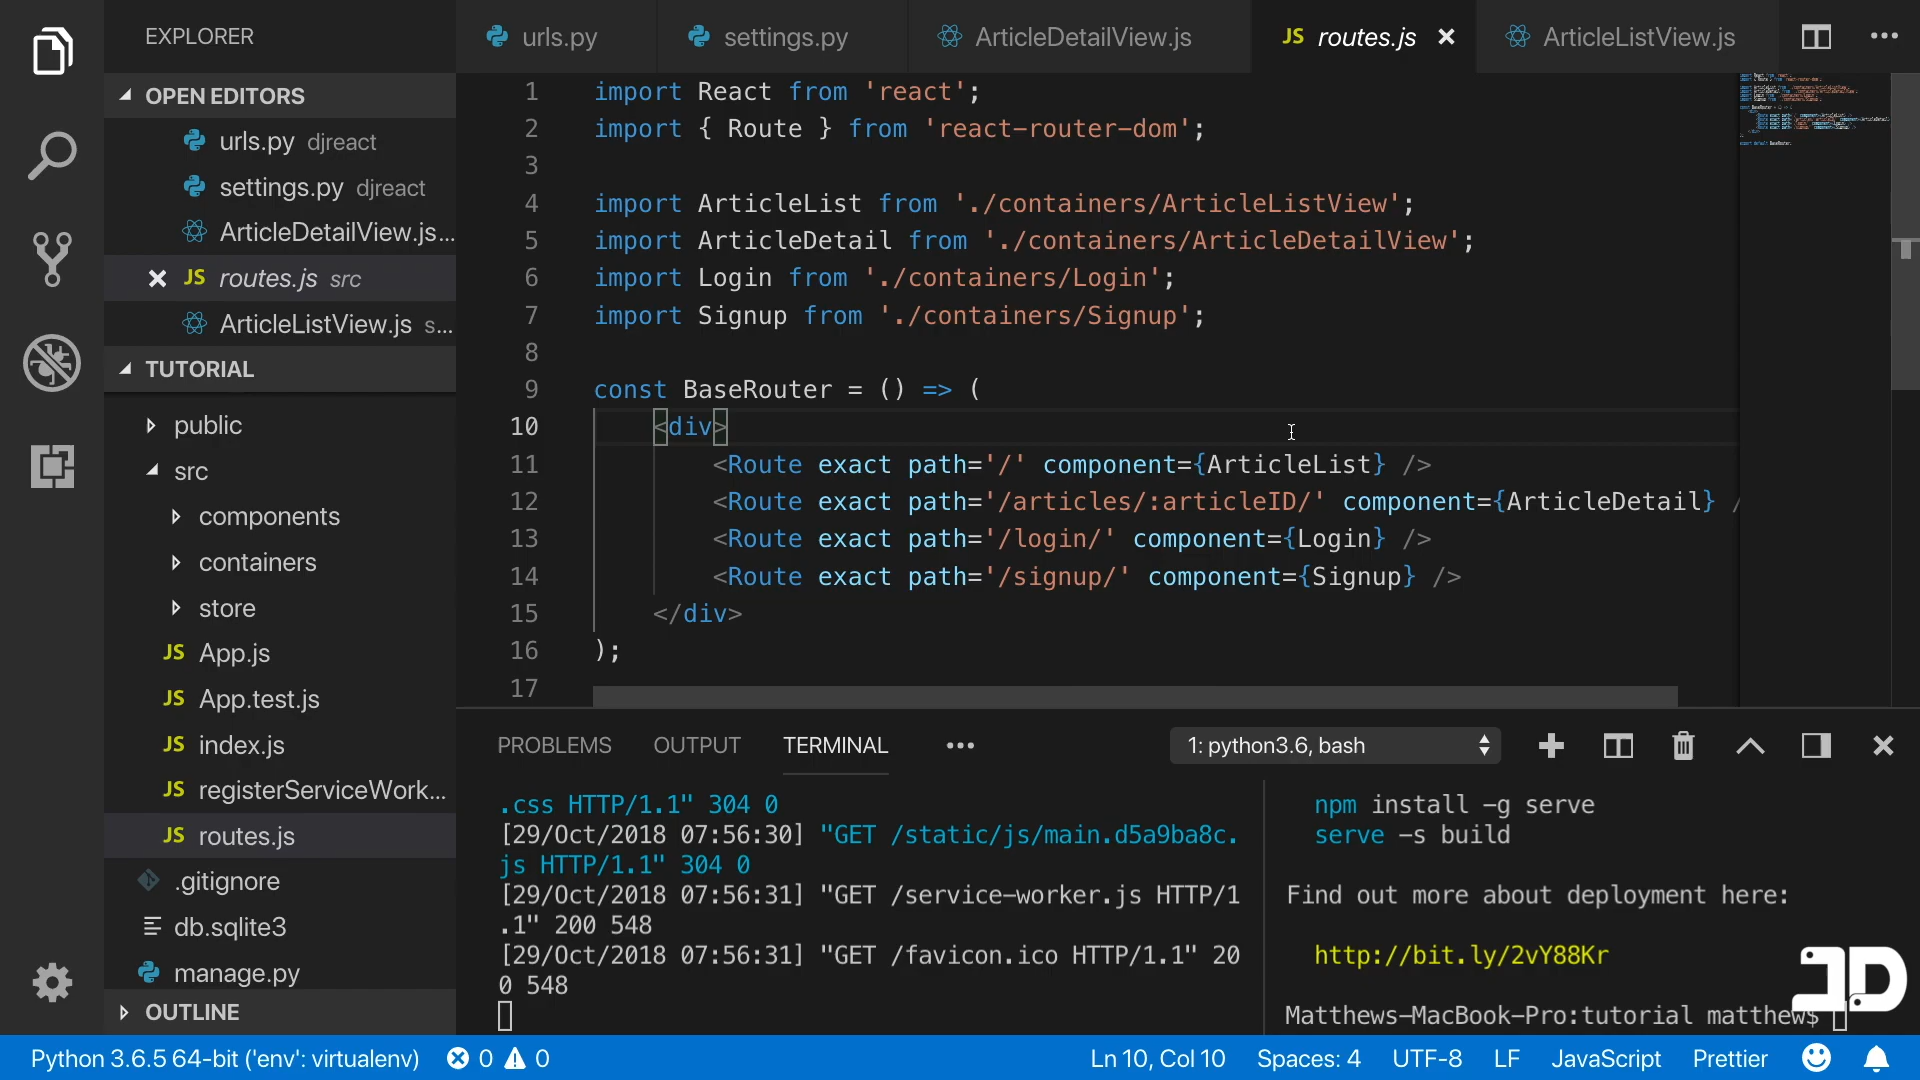 EXPLORER
OPEN EDITORS
urls.py djreact
settings.py djreact
ArticleDetailView.js...
JS routes.js src
ArticleListView.js s...
TUTORIAL
public
src
components
containers
store
JS App.js
JS App.test.js
JS index.js
JS registerServiceWork...
JS routes.js
.gitignore
db.sqlite3
manage.py
OUTLINE
urls.py
settings.py
ArticleDetailView.js
JS routes.js
ArticleListView.js
1 import React from 'react';
2 import { Route } from 'react-router-dom';
3
4 import ArticleList from './containers/ArticleListView';
5 import ArticleDetail from './containers/ArticleDetailView';
6 import Login from './containers/Login';
7 import Signup from './containers/Signup';
8
9 const BaseRouter = () => (
10 <div>
11 <Route exact path='/' component={ArticleList} />
12 <Route exact path='/articles/:articleID/' component={ArticleDetail} /
13 <Route exact path='/login/' component={Login} />
14 <Route exact path='/signup/' component={Signup} />
15 </div>
16 );
17
PROBLEMS
OUTPUT
TERMINAL
1: python3.6, bash
.css HTTP/1.1" 304 0
[29/Oct/2018 07:56:30] "GET /static/js/main.d5a9ba8c.
js HTTP/1.1" 304 0
[29/Oct/2018 07:56:31] "GET /service-worker.js HTTP/1
.1" 200 548
[29/Oct/2018 07:56:31] "GET /favicon.ico HTTP/1.1" 20
0 548
npm install -g serve
serve -s build
Find out more about deployment here:
http://bit.ly/2vY88Kr
Matthews-MacBook-Pro:tutorial matthew$
JD
Python 3.6.5 64-bit ('env': virtualenv)
0
0
Ln 10, Col 10
Spaces: 4
UTF-8
LF
JavaScript
Prettier